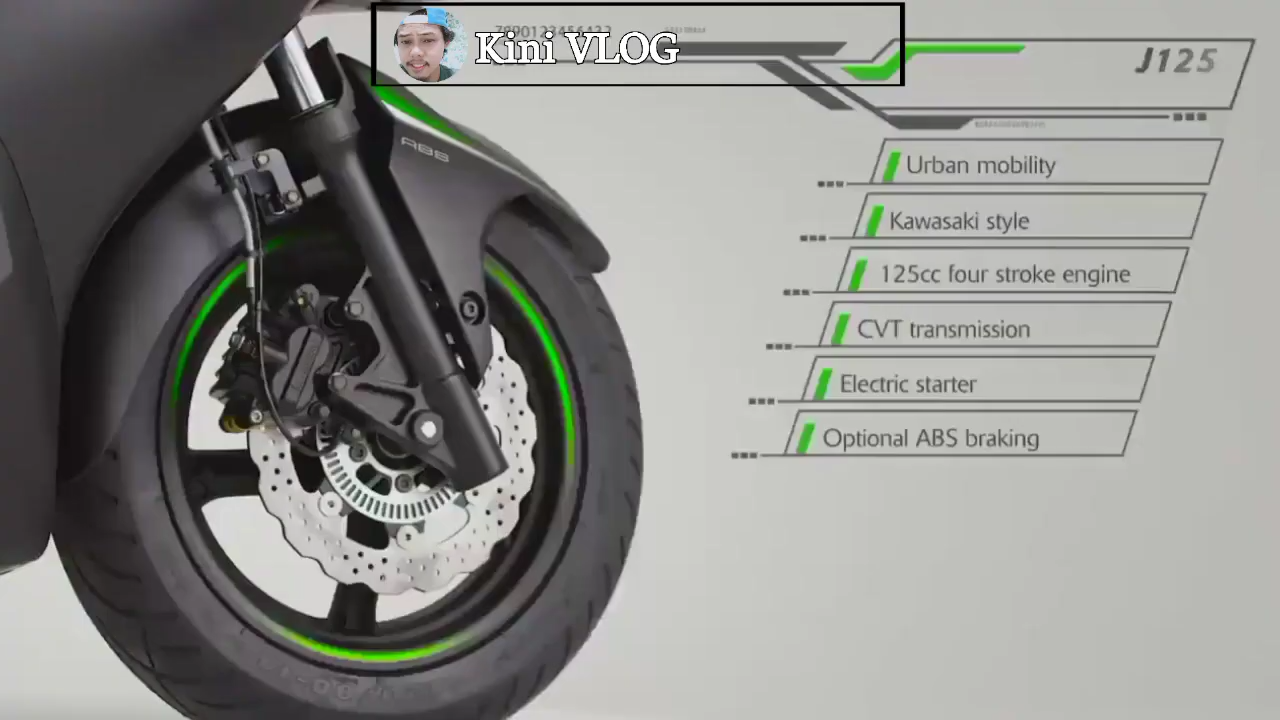 7890123456433
Kini VLOG
J125
ABS
Urban mobility
Kawasaki style
125cc four stroke engine
CVT transmission
Electric starter
Optional ABS braking